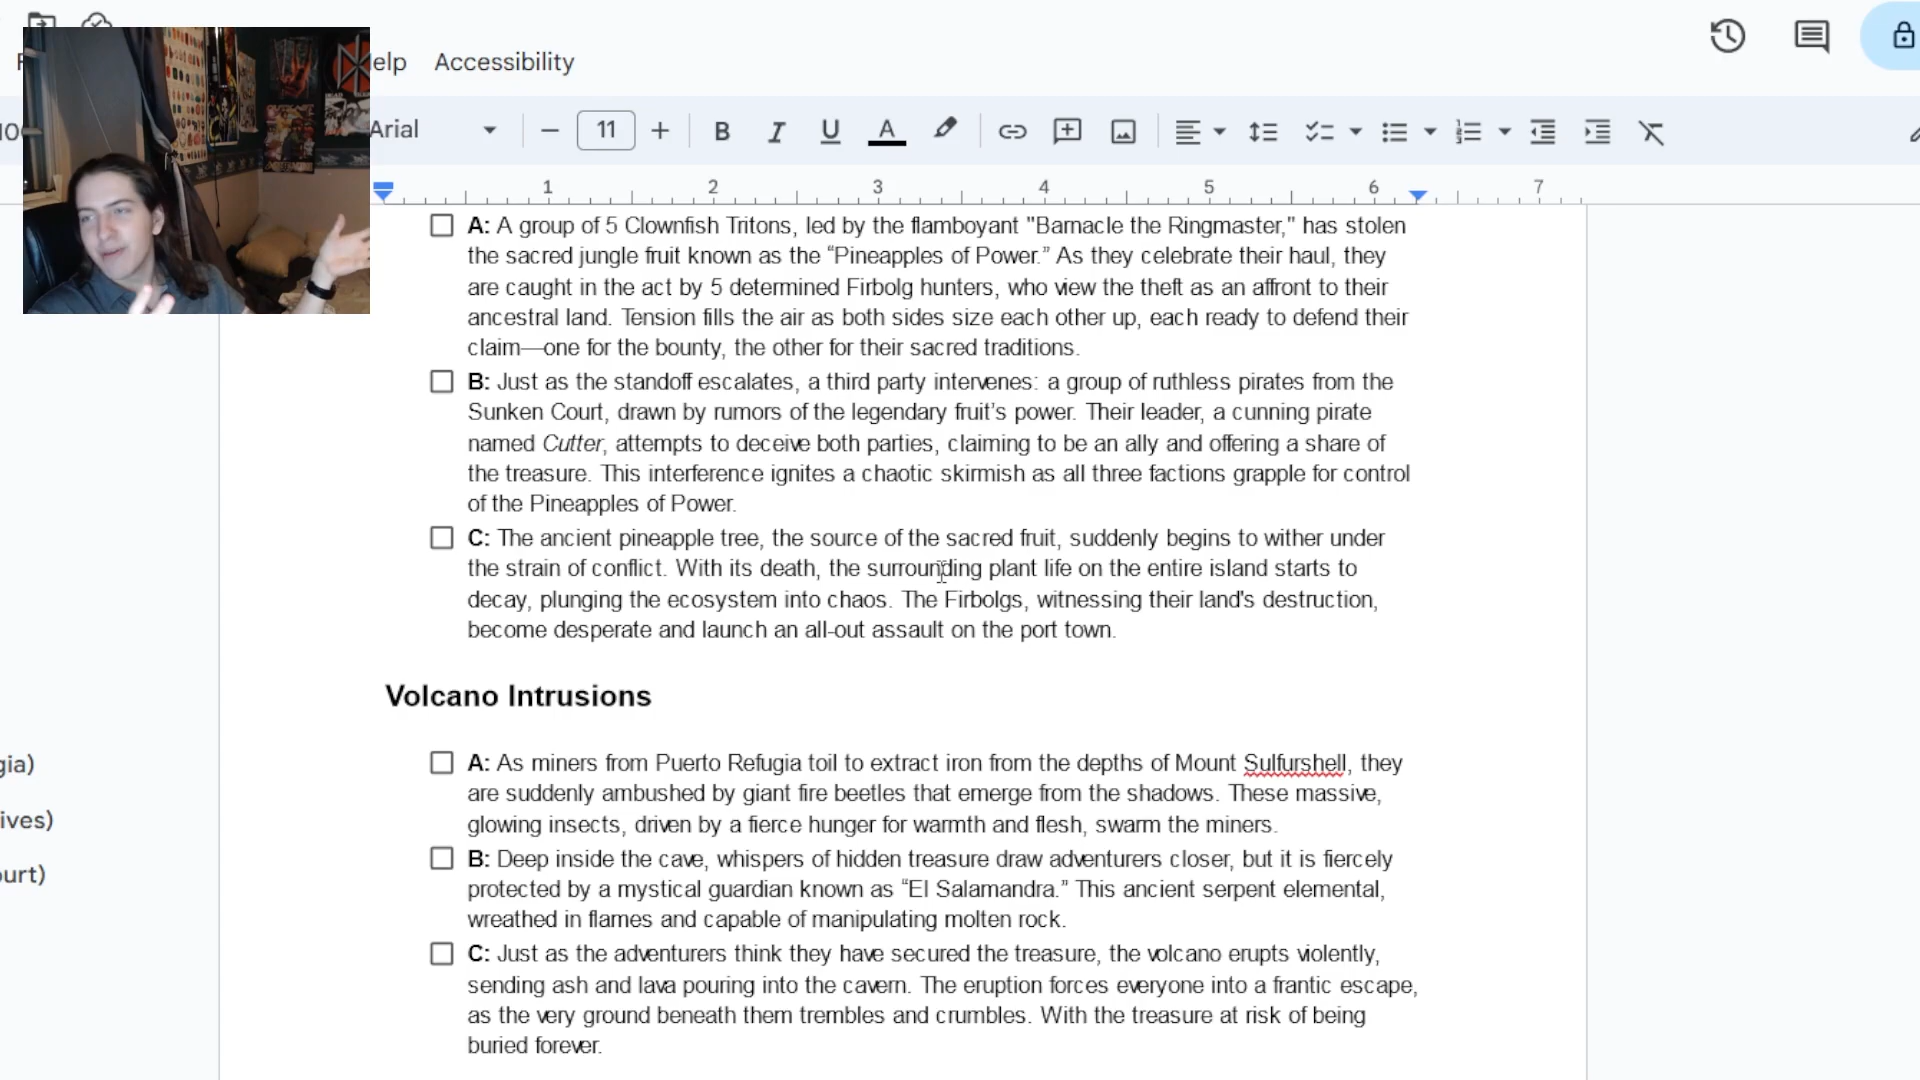 elp Accessibility
Arial 11
1 2 3 4 5 6 7
A: A group of 5 Clownfish Tritons, led by the flamboyant "Barnacle the Ringmaster," has stolen
the sacred jungle fruit known as the “Pineapples of Power.” As they celebrate their haul, they
are caught in the act by 5 determined Firbolg hunters, who view the theft as an affront to their
ancestral land. Tension fills the air as both sides size each other up, each ready to defend their
claim—one for the bounty, the other for their sacred traditions.
B: Just as the standoff escalates, a third party intervenes: a group of ruthless pirates from the
Sunken Court, drawn by rumors of the legendary fruit’s power. Their leader, a cunning pirate
named Cutter, attempts to deceive both parties, claiming to be an ally and offering a share of
the treasure. This interference ignites a chaotic skirmish as all three factions grapple for control
of the Pineapples of Power.
C: The ancient pineapple tree, the source of the sacred fruit, suddenly begins to wither under
the strain of conflict. With its death, the surrounding plant life on the entire island starts to
decay, plunging the ecosystem into chaos. The Firbolgs, witnessing their land's destruction,
become desperate and launch an all-out assault on the port town.
Volcano Intrusions
A: As miners from Puerto Refugia toil to extract iron from the depths of Mount Sulfurshell, they
are suddenly ambushed by giant fire beetles that emerge from the shadows. These massive,
glowing insects, driven by a fierce hunger for warmth and flesh, swarm the miners.
B: Deep inside the cave, whispers of hidden treasure draw adventurers closer, but it is fiercely
protected by a mystical guardian known as “El Salamandra.” This ancient serpent elemental,
wreathed in flames and capable of manipulating molten rock.
C: Just as the adventurers think they have secured the treasure, the volcano erupts violently,
sending ash and lava pouring into the cavern. The eruption forces everyone into a frantic escape,
as the very ground beneath them trembles and crumbles. With the treasure at risk of being
buried forever.
gia)
ives)
ourt)